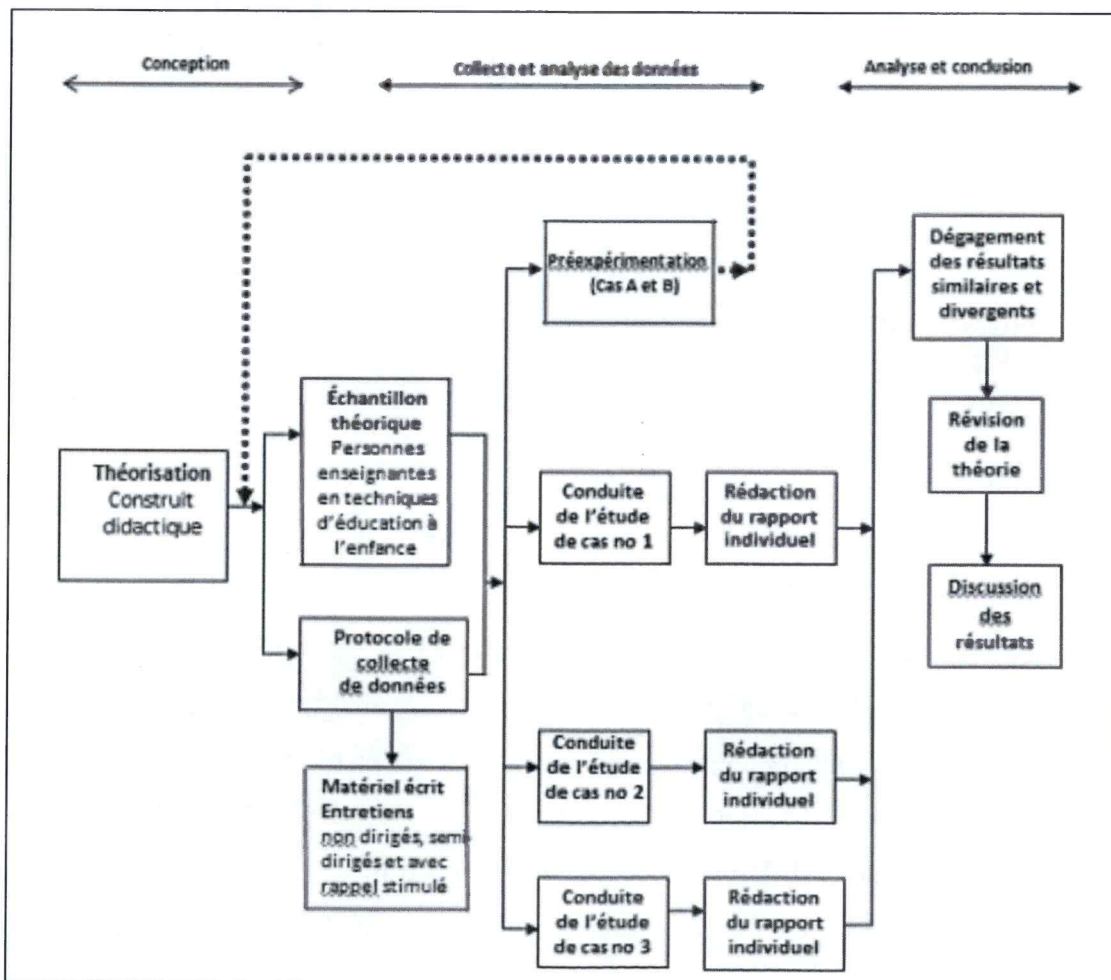 Conception
Collecte et analyse des données
Analyse et conclusion
Théorisation
Construit
didactique
Échantillon
théorique
Personnes
enseignantes
en techniques
d'éducation à
l'enfance
Protocole de
collecte
de données
Matériel écrit
Entretiens
non dirigés, semi-
dirigés et avec
rappel stimulé
Préexpérimentation
(Cas A et B)
Conduite
de l'étude
de cas no 1
Rédaction
du rapport
individuel
Conduite
de l'étude
de cas no 2
Rédaction
du rapport
individuel
Conduite
de l'étude
de cas no 3
Rédaction
du rapport
individuel
Dégagement
des résultats
similaires et
divergents
Révision
de la
théorie
Discussion
des
résultats